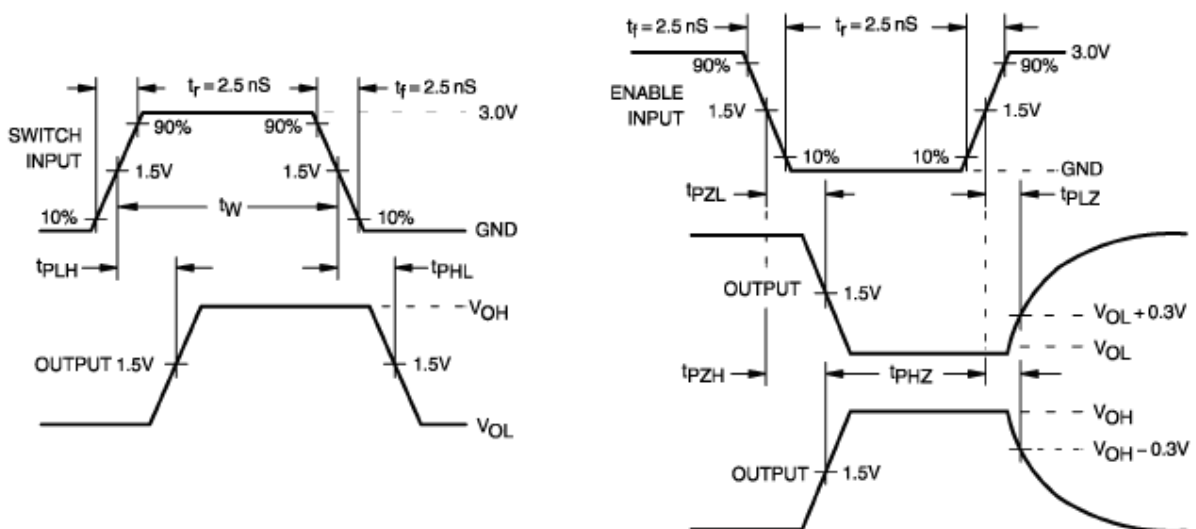 tr = 2.5 nS
tf = 2.5 nS
3.0V
SWITCH
INPUT
90%
90%
1.5V
1.5V
10%
tW
10%
GND
tPLH
tPHL
VOH
OUTPUT 1.5V
1.5V
VOL
tf = 2.5 nS
tr = 2.5 nS
3.0V
90%
90%
ENABLE
INPUT
1.5V
1.5V
10%
10%
GND
tPZL
tPLZ
OUTPUT
1.5V
VOL + 0.3V
VOL
tPZH
tPHZ
VOH
VOH – 0.3V
OUTPUT
1.5V